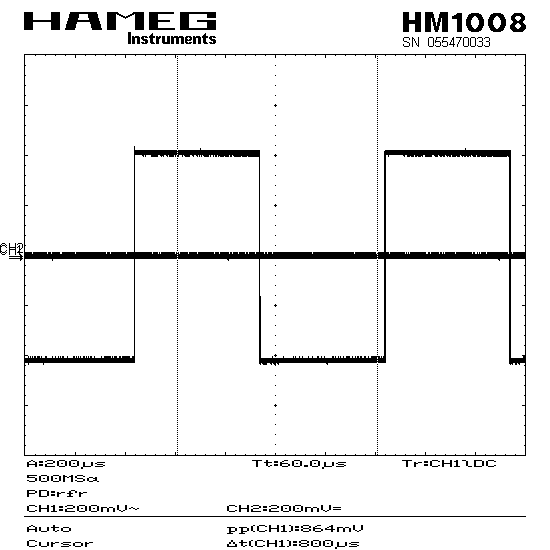 HAMEG
Instruments
HM1008
SN 055470033
A:200µs Tt:60.0µs Tr:CH1\DC
500MSa
PD:rfr
CH1:200mV~ CH2:200mV=
Auto pp(CH1):864mV
Cursor Δt(CH1):800µs